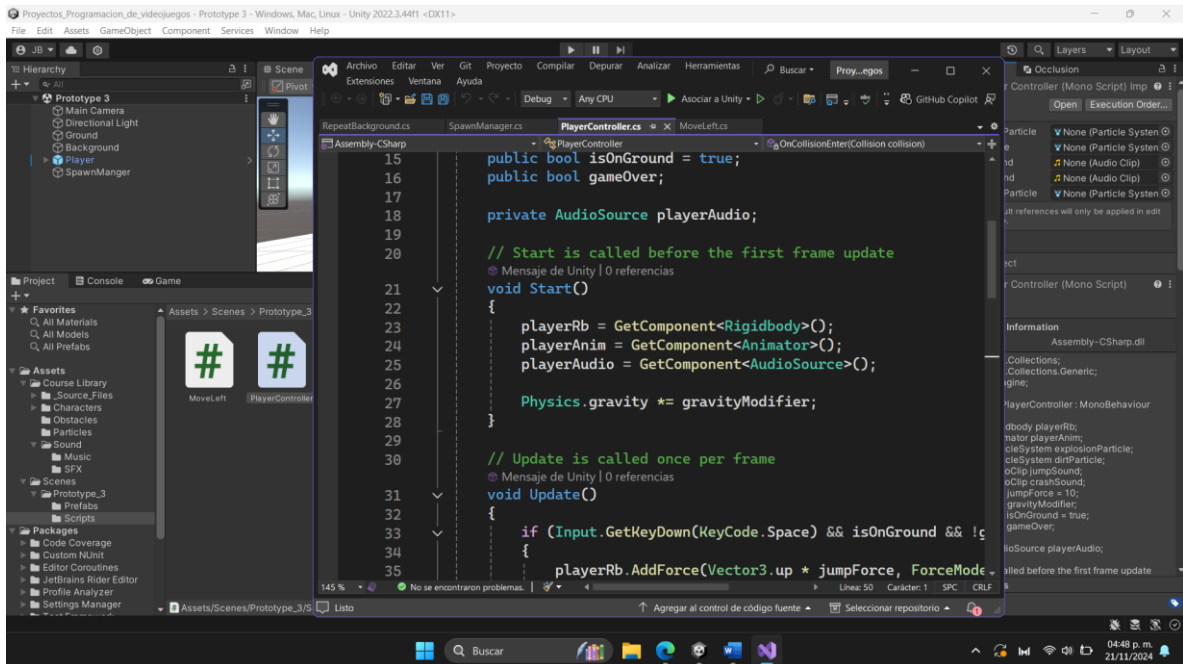 Proyectos_Programacion_de_videojuegos - Prototype 3 - Windows, Mac, Linux - Unity 2022.3.44f1 <DX11>
File Edit Assets GameObject Component Services Window Help
JB
Layers
Layout
Hierarchy
All
Prototype 3
Main Camera
Directional Light
Ground
Background
Player
SpawnManger
Scene
Pivot
Archivo Editar Ver Git Proyecto Compilar Depurar Analizar Herramientas
Extensiones Ventana Ayuda
Buscar
Proy...egos
Debug
Any CPU
Asociar a Unity
GitHub Copilot
RepeatBackground.cs
SpawnManager.cs
PlayerController.cs
MoveLeft.cs
Assembly-CSharp
PlayerController
OnCollisionEnter(Collision collision)
15 public bool isOnGround = true;
16 public bool gameOver;
17
18 private AudioSource playerAudio;
19
20 // Start is called before the first frame update
Mensaje de Unity | 0 referencias
21 void Start()
22 {
23 playerRb = GetComponent<Rigidbody>();
24 playerAnim = GetComponent<Animator>();
25 playerAudio = GetComponent<AudioSource>();
26
27 Physics.gravity *= gravityModifier;
28 }
29
30 // Update is called once per frame
Mensaje de Unity | 0 referencias
31 void Update()
32 {
33 if (Input.GetKeyDown(KeyCode.Space) && isOnGround && !g
34 {
35 playerRb.AddForce(Vector3.up * jumpForce, ForceMode
145 %
No se encontraron problemas.
Línea: 50
Carácter: 1
SPC
CRLF
Listo
Agregar al control de código fuente
Seleccionar repositorio
Project
Console
Game
Favorites
All Materials
All Models
All Prefabs
Assets
Course Library
_Source_Files
Characters
Obstacles
Particles
Sound
Music
SFX
Scenes
Prototype_3
Prefabs
Scripts
Packages
Code Coverage
Custom NUnit
Editor Coroutines
JetBrains Rider Editor
Profile Analyzer
Settings Manager
Assets > Scenes > Prototype_3
#
MoveLeft
#
PlayerController
Assets/Scenes/Prototype_3/S
Occlusion
r Controller (Mono Script) Imp
Open
Execution Order...
Particle
None (Particle Systen
e
None (Particle Systen
nd
None (Audio Clip)
nd
None (Audio Clip)
Particle
None (Particle Systen
ult references will only be applied in edit
ect
r Controller (Mono Script)
Information
Assembly-CSharp.dll
.Collections;
.Collections.Generic;
gine;
PlayerController : MonoBehaviour
dbody playerRb;
mator playerAnim;
cleSystem explosionParticle;
cleSystem dirtParticle;
oClip jumpSound;
oClip crashSound;
jumpForce = 10;
gravityModifier;
isOnGround = true;
gameOver;
ioSource playerAudio;
alled before the first frame update
Buscar
04:48 p. m.
21/11/2024